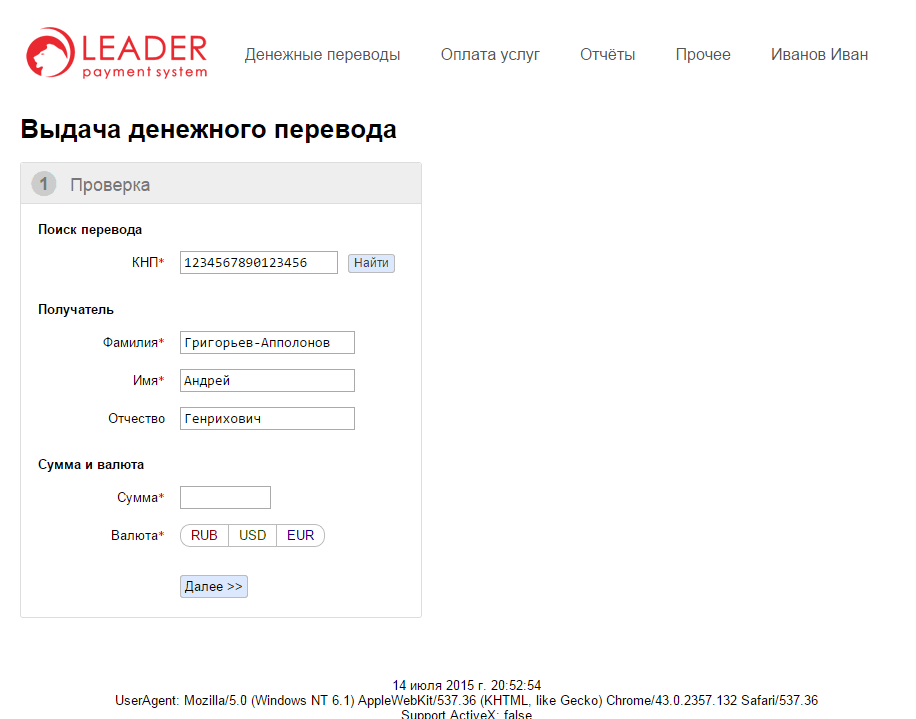 LEADER
payment system
Денежные переводы Оплата услуг Отчёты Прочее Иванов Иван
Выдача денежного перевода
1 Проверка
Поиск перевода
КНП* 1234567890123456 Найти
Получатель
Фамилия* Григорьев-Апполонов
Имя* Андрей
Отчество Генрихович
Сумма и валюта
Сумма*
Валюта* RUB USD EUR
Далее >>
14 июля 2015 г. 20:52:54
UserAgent: Mozilla/5.0 (Windows NT 6.1) AppleWebKit/537.36 (KHTML, like Gecko) Chrome/43.0.2357.132 Safari/537.36
Support ActiveX: false